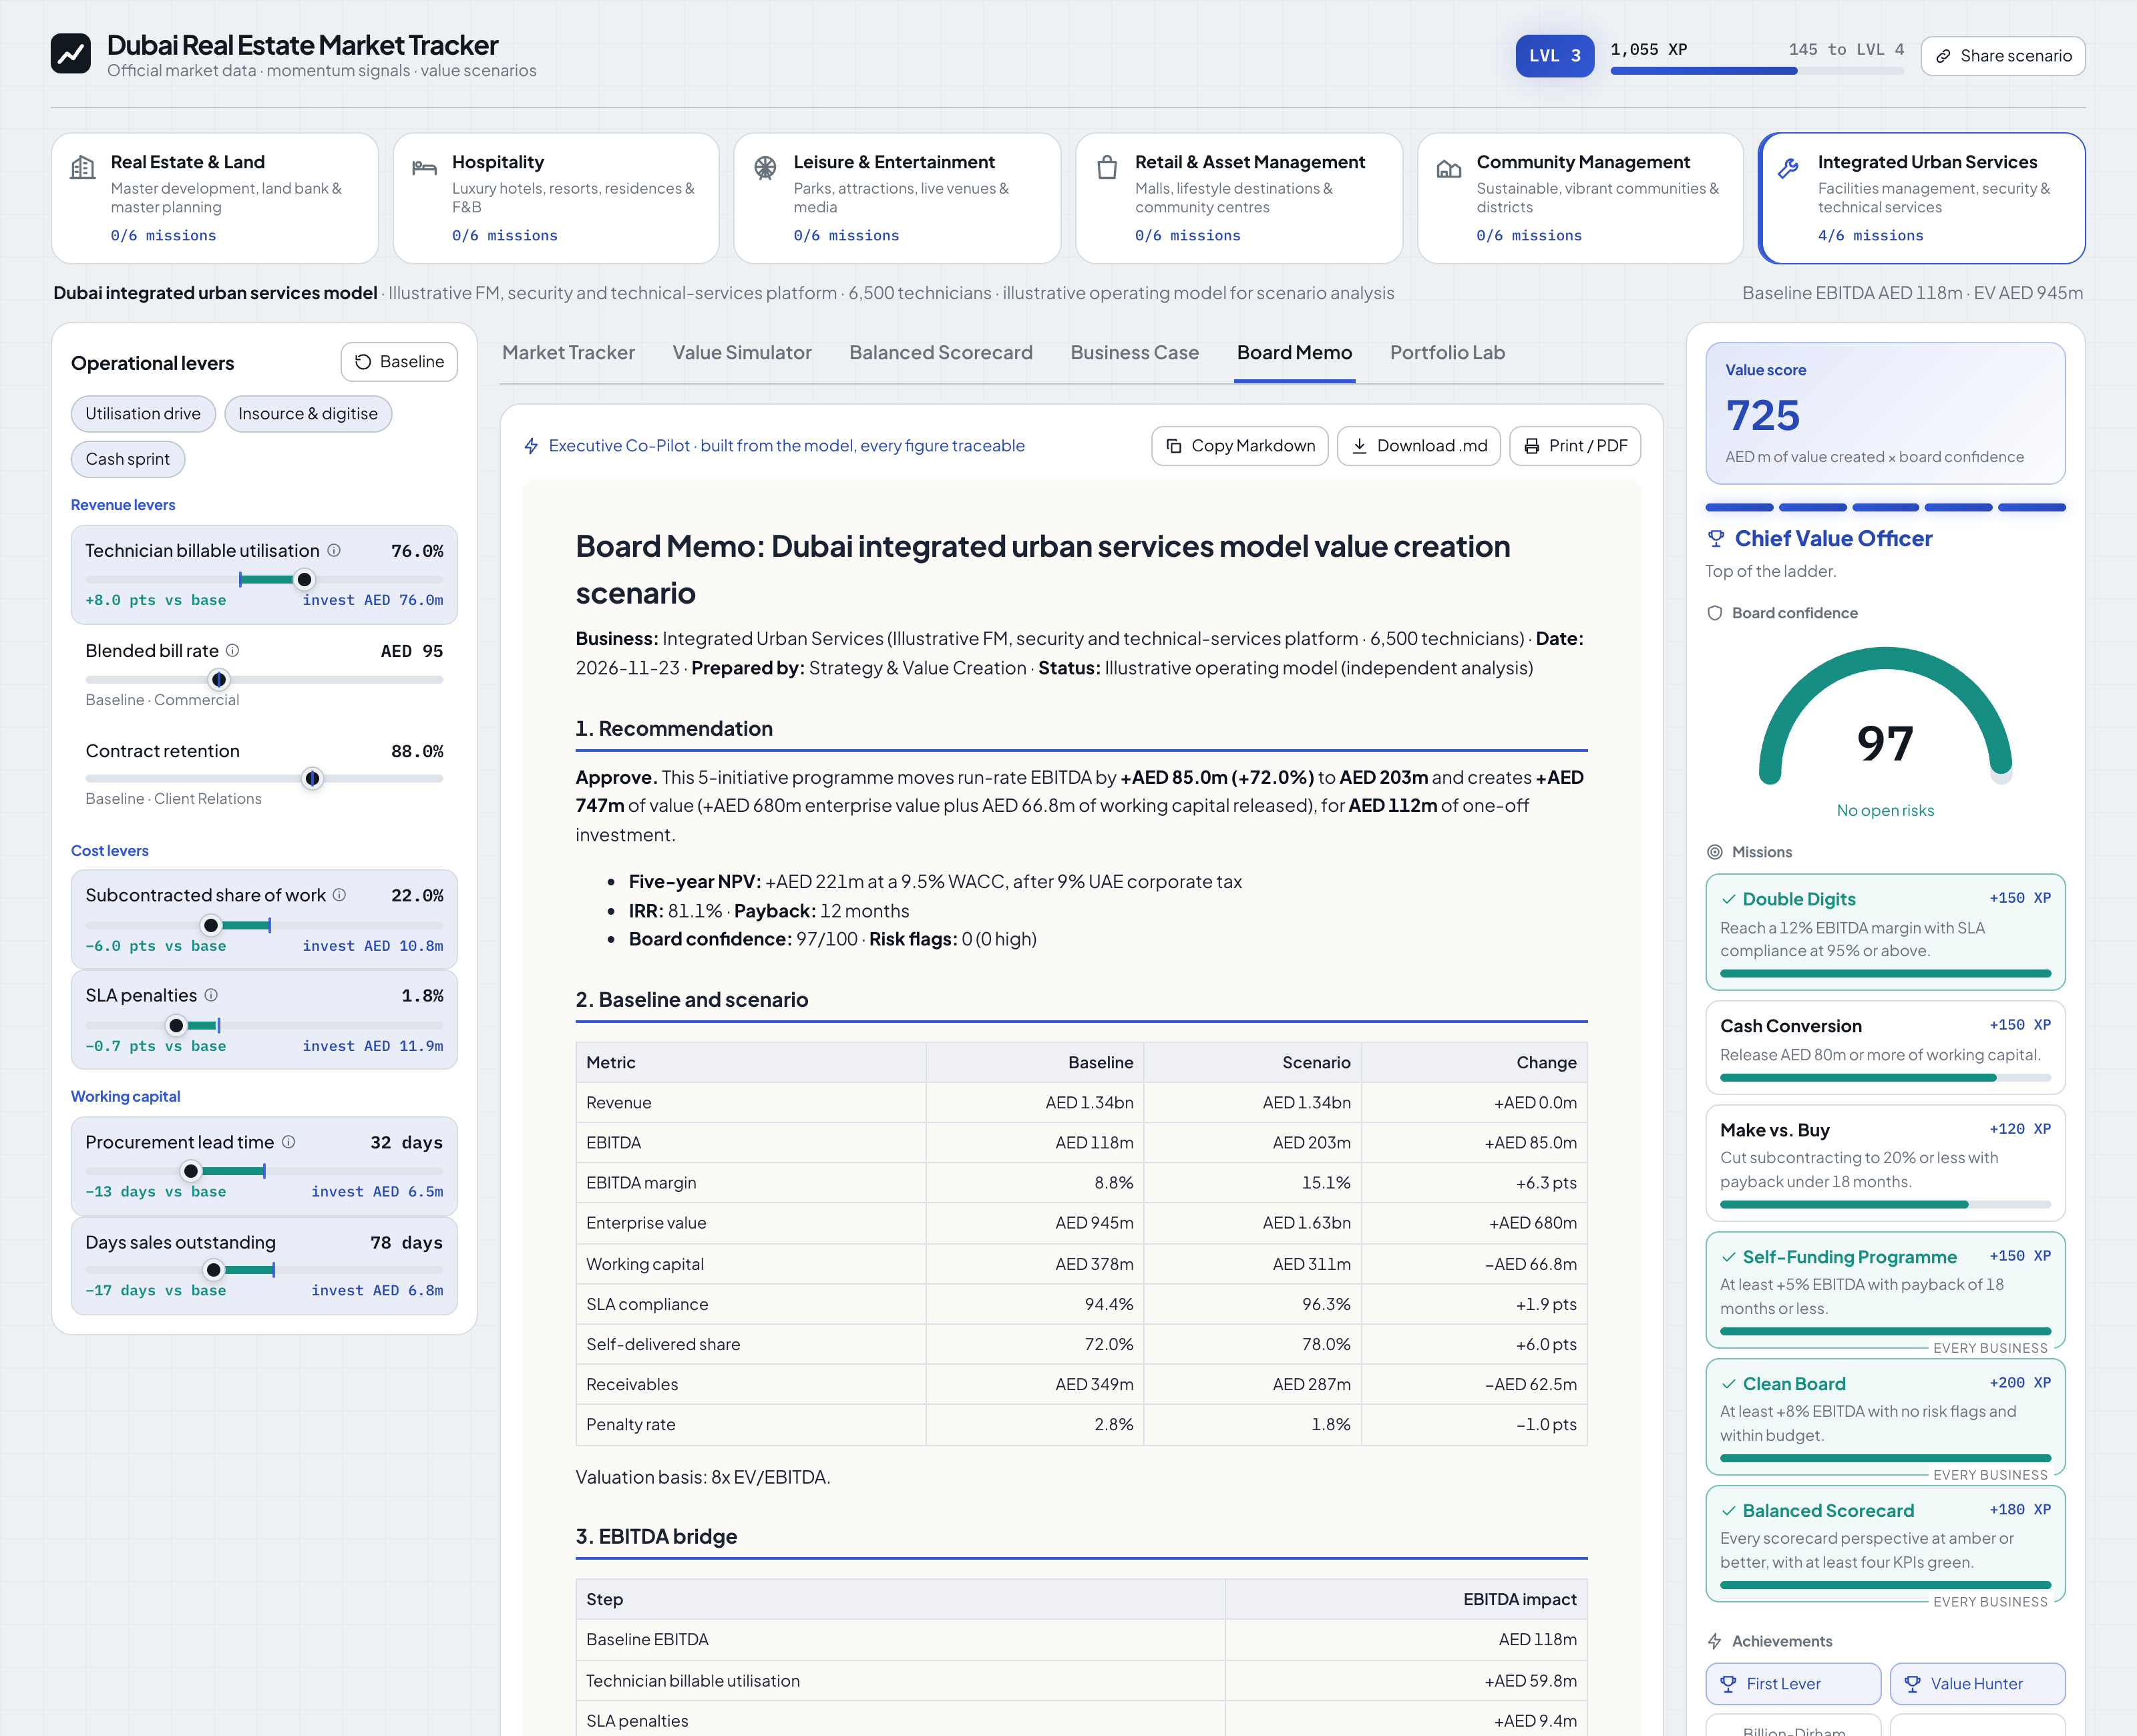 Dubai Real Estate Market Tracker
Official market data · momentum signals · value scenarios
LVL 3
1,055 XP
145 to LVL 4
Share scenario
Real Estate & Land
Master development, land bank &
master planning
0/6 missions
Hospitality
Luxury hotels, resorts, residences &
F&B
0/6 missions
Leisure & Entertainment
Parks, attractions, live venues &
media
0/6 missions
Retail & Asset Management
Malls, lifestyle destinations &
community centres
0/6 missions
Community Management
Sustainable, vibrant communities &
districts
0/6 missions
Integrated Urban Services
Facilities management, security &
technical services
4/6 missions
Dubai integrated urban services model · Illustrative FM, security and technical-services platform · 6,500 technicians · illustrative operating model for scenario analysis
Baseline EBITDA AED 118m · EV AED 945m
Operational levers
Baseline
Utilisation drive
Insource & digitise
Cash sprint
Revenue levers
Technician billable utilisation
76.0%
+8.0 pts vs base
invest AED 76.0m
Blended bill rate
AED 95
Baseline · Commercial
Contract retention
88.0%
Baseline · Client Relations
Cost levers
Subcontracted share of work
22.0%
−6.0 pts vs base
invest AED 10.8m
SLA penalties
1.8%
−0.7 pts vs base
invest AED 11.9m
Working capital
Procurement lead time
32 days
−13 days vs base
invest AED 6.5m
Days sales outstanding
78 days
−17 days vs base
invest AED 6.8m
Market Tracker
Value Simulator
Balanced Scorecard
Business Case
Board Memo
Portfolio Lab
Executive Co-Pilot · built from the model, every figure traceable
Copy Markdown
Download .md
Print / PDF
Board Memo: Dubai integrated urban services model value creation
scenario
Business: Integrated Urban Services (Illustrative FM, security and technical-services platform · 6,500 technicians) · Date:
2026-11-23 · Prepared by: Strategy & Value Creation · Status: Illustrative operating model (independent analysis)
1. Recommendation
Approve. This 5-initiative programme moves run-rate EBITDA by +AED 85.0m (+72.0%) to AED 203m and creates +AED
747m of value (+AED 680m enterprise value plus AED 66.8m of working capital released), for AED 112m of one-off
investment.
• Five-year NPV: +AED 221m at a 9.5% WACC, after 9% UAE corporate tax
• IRR: 81.1% · Payback: 12 months
• Board confidence: 97/100 · Risk flags: 0 (0 high)
2. Baseline and scenario
Metric Baseline Scenario Change
Revenue AED 1.34bn AED 1.34bn +AED 0.0m
EBITDA AED 118m AED 203m +AED 85.0m
EBITDA margin 8.8% 15.1% +6.3 pts
Enterprise value AED 945m AED 1.63bn +AED 680m
Working capital AED 378m AED 311m −AED 66.8m
SLA compliance 94.4% 96.3% +1.9 pts
Self-delivered share 72.0% 78.0% +6.0 pts
Receivables AED 349m AED 287m −AED 62.5m
Penalty rate 2.8% 1.8% −1.0 pts
Valuation basis: 8x EV/EBITDA.
3. EBITDA bridge
Step EBITDA impact
Baseline EBITDA AED 118m
Technician billable utilisation +AED 59.8m
SLA penalties +AED 9.4m
Value score
725
AED m of value created × board confidence
Chief Value Officer
Top of the ladder.
Board confidence
97
No open risks
Missions
Double Digits
+150 XP
Reach a 12% EBITDA margin with SLA
compliance at 95% or above.
Cash Conversion
+150 XP
Release AED 80m or more of working capital.
Make vs. Buy
+120 XP
Cut subcontracting to 20% or less with
payback under 18 months.
Self-Funding Programme
+150 XP
At least +5% EBITDA with payback of 18
months or less.
EVERY BUSINESS
Clean Board
+200 XP
At least +8% EBITDA with no risk flags and
within budget.
EVERY BUSINESS
Balanced Scorecard
+180 XP
Every scorecard perspective at amber or
better, with at least four KPIs green.
EVERY BUSINESS
Achievements
First Lever
Value Hunter
Billion-Dirham